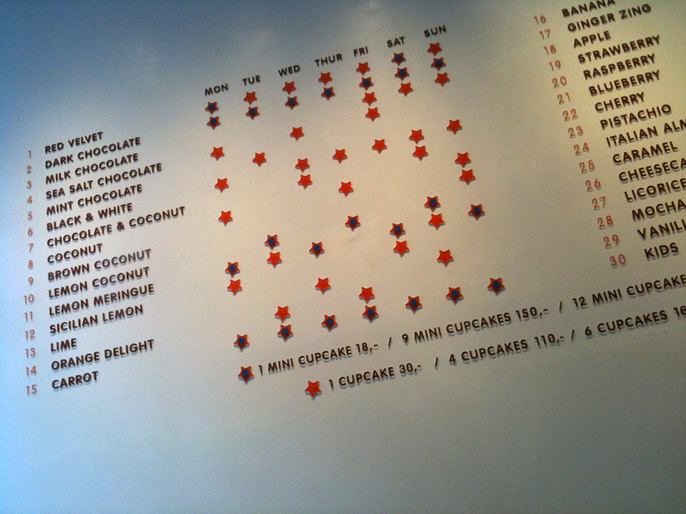 MON TUE WED THUR FRI SAT SUN
1 RED VELVET
2 DARK CHOCOLATE
3 MILK CHOCOLATE
4 SEA SALT CHOCOLATE
5 MINT CHOCOLATE
6 BLACK & WHITE
7 CHOCOLATE & COCONUT
8 COCONUT
9 BROWN COCONUT
10 LEMON COCONUT
11 LEMON MERINGUE
12 SICILIAN LEMON
13 LIME
14 ORANGE DELIGHT
15 CARROT
16 BANANA
17 GINGER ZING
18 APPLE
19 STRAWBERRY
20 RASPBERRY
21 BLUEBERRY
22 CHERRY
23 PISTACHIO
24 ITALIAN ALM
25 CARAMEL
26 CHEESECA
27 LICORICE
28 MOCHA
29 VANILL
30 KIDS
1 MINI CUPCAKE 18,- / 9 MINI CUPCAKES 150,- / 12 MINI CUPCAKE
1 CUPCAKE 30,- / 4 CUPCAKES 110,- / 6 CUPCAKES 16